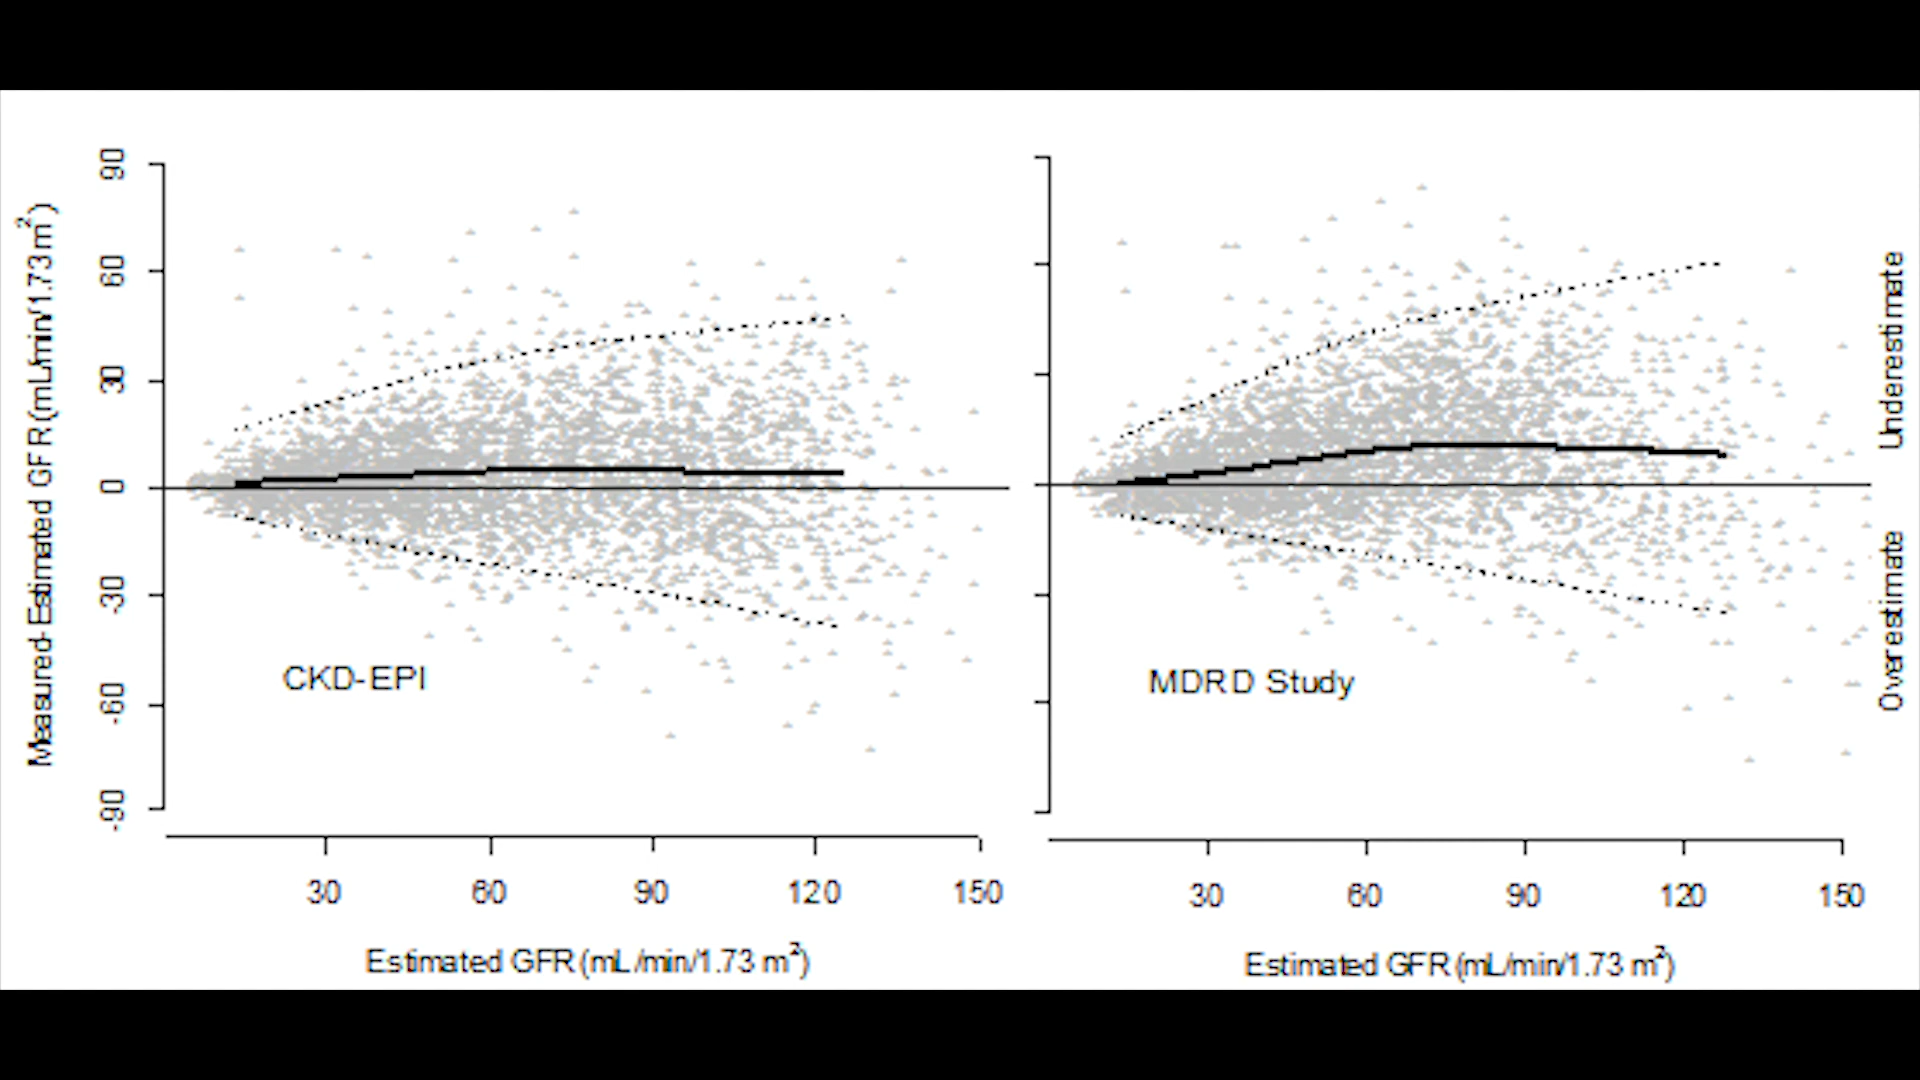 Measured-Estimated GFR (mL/min/1.73 m²)
90
60
30
0
-30
-60
-90
CKD-EPI
30 60 90 120 150
Estimated GFR (mL/min/1.73 m²)
MDRD Study
30 60 90 120 150
Estimated GFR (mL/min/1.73 m²)
Underestimate
Overestimate